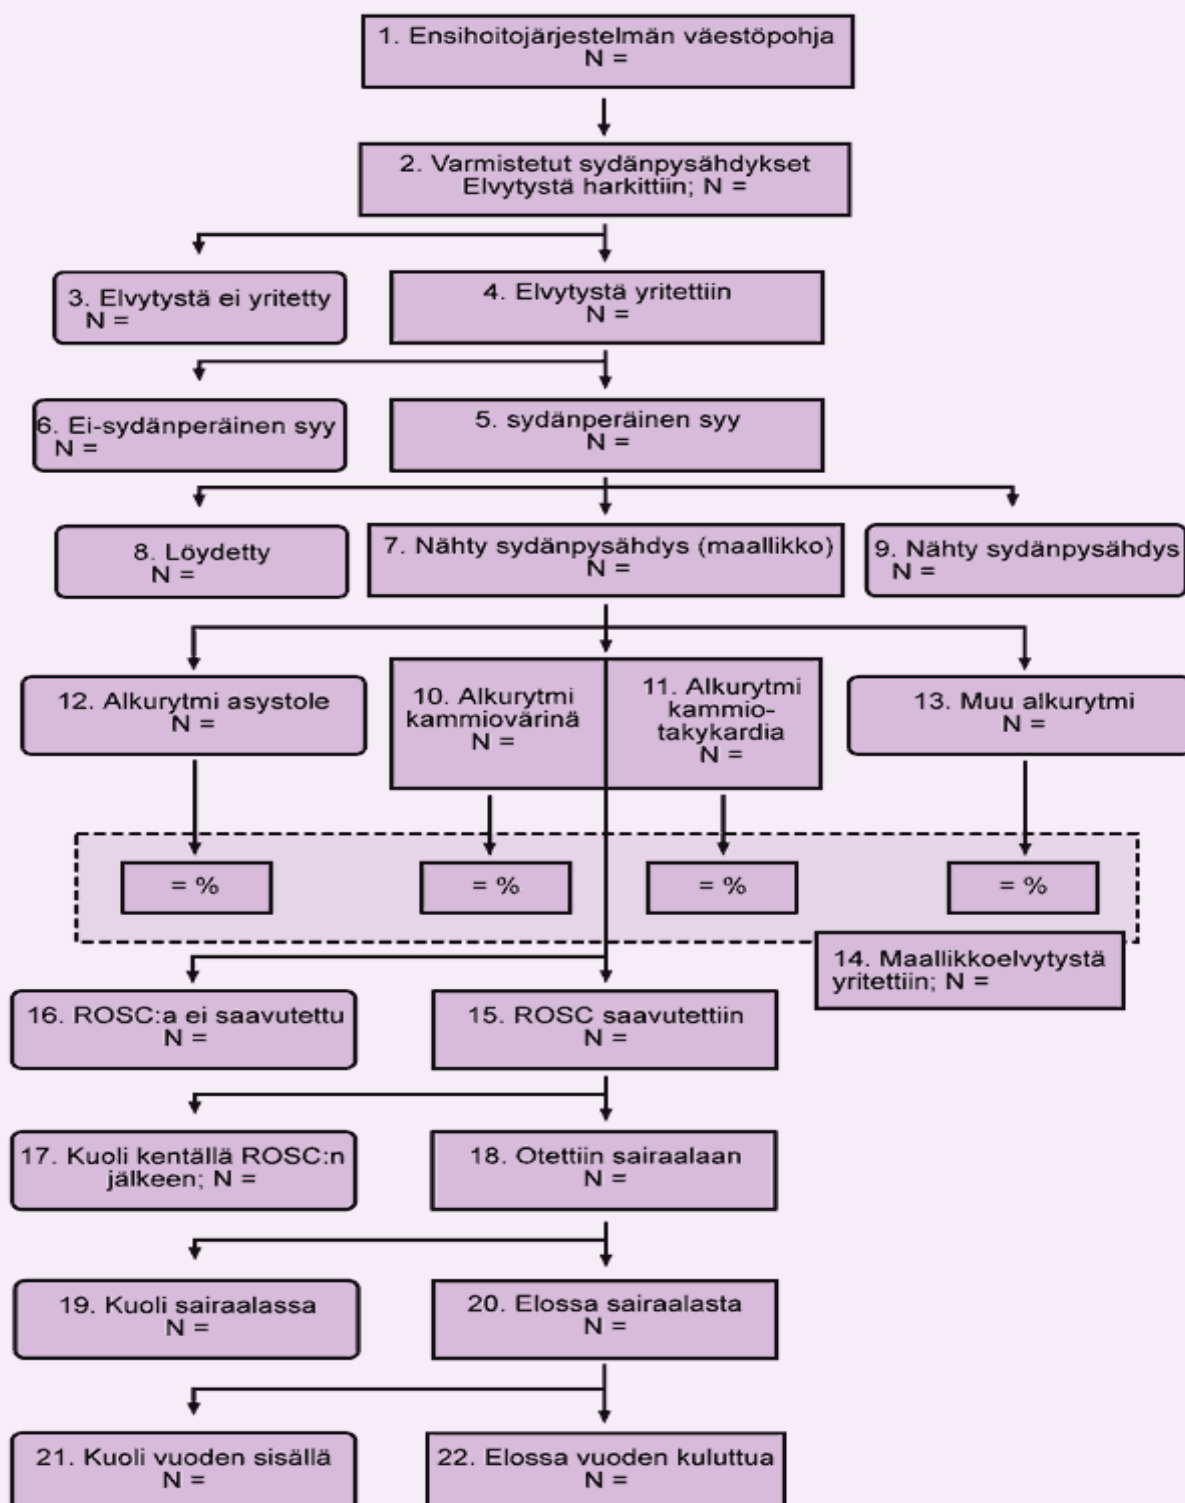 1. Ensihoitojärjestelmän väestöpohja
N =
2. Varmistetut sydänpysähdykset
Elvytystä harkittiin; N =
3. Elvytystä ei yritetty
N =
4. Elvytystä yritettiin
N =
6. Ei-sydänperäinen syy
N =
5. sydänperäinen syy
N =
8. Löydetty
N =
7. Nähty sydänpysähdys (maallikko)
N =
9. Nähty sydänpysähdys
N =
12. Alkurytmi asystole
N =
10. Alkurytmi
kammiovärinä
N =
11. Alkurytmi
kammio-
takykardia
N =
13. Muu alkurytmi
N =
= %
= %
= %
= %
14. Maallikkoelvytystä
yritettiin; N =
16. ROSC:a ei saavutettu
N =
15. ROSC saavutettiin
N =
17. Kuoli kentällä ROSC:n
jälkeen; N =
18. Otettiin sairaalaan
N =
19. Kuoli sairaalassa
N =
20. Elossa sairaalasta
N =
21. Kuoli vuoden sisällä
N =
22. Elossa vuoden kuluttua
N =